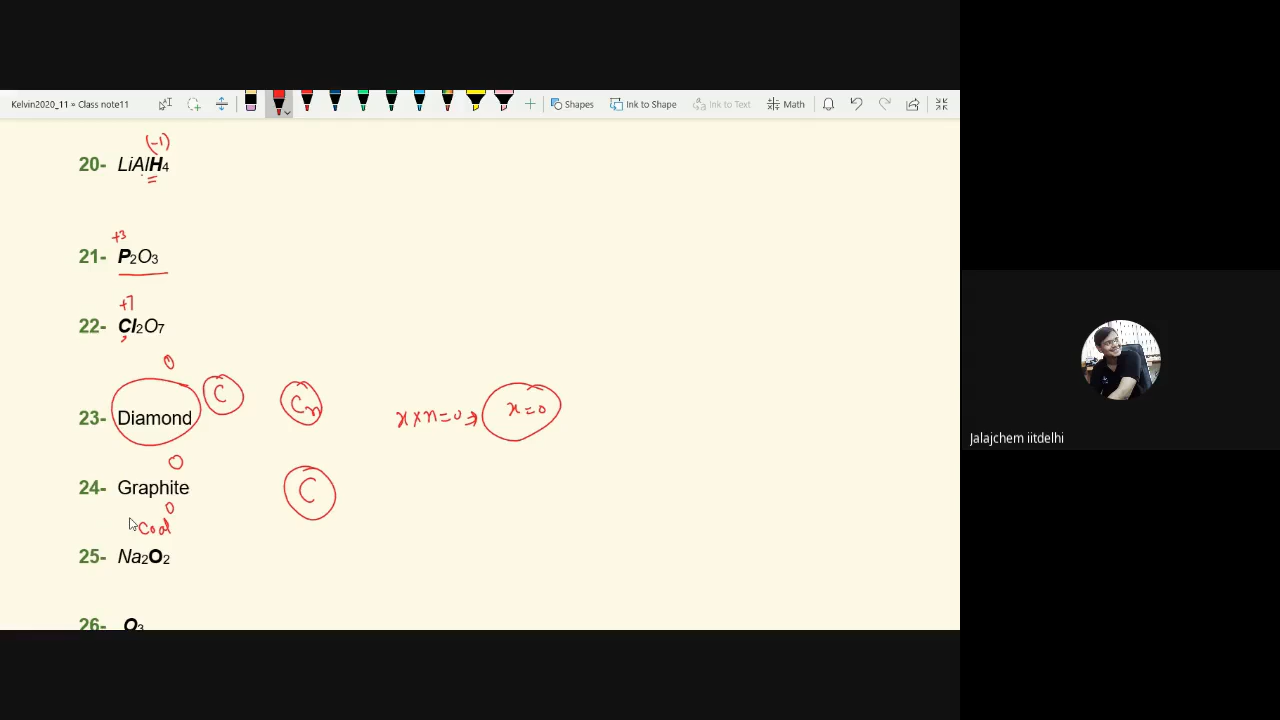 Kelvin2020_11 » Class note11
Shapes
Ink to Shape
Ink to Text
Math
(-1)
20- LiAlH4
+3
21- P2O3
+7
22- Cl2O7
0
23- Diamond C Cn x×n=0→ x=0
0
24- Graphite C
0
Coal
25- Na2O2
26- O3
Jalajchem iitdelhi